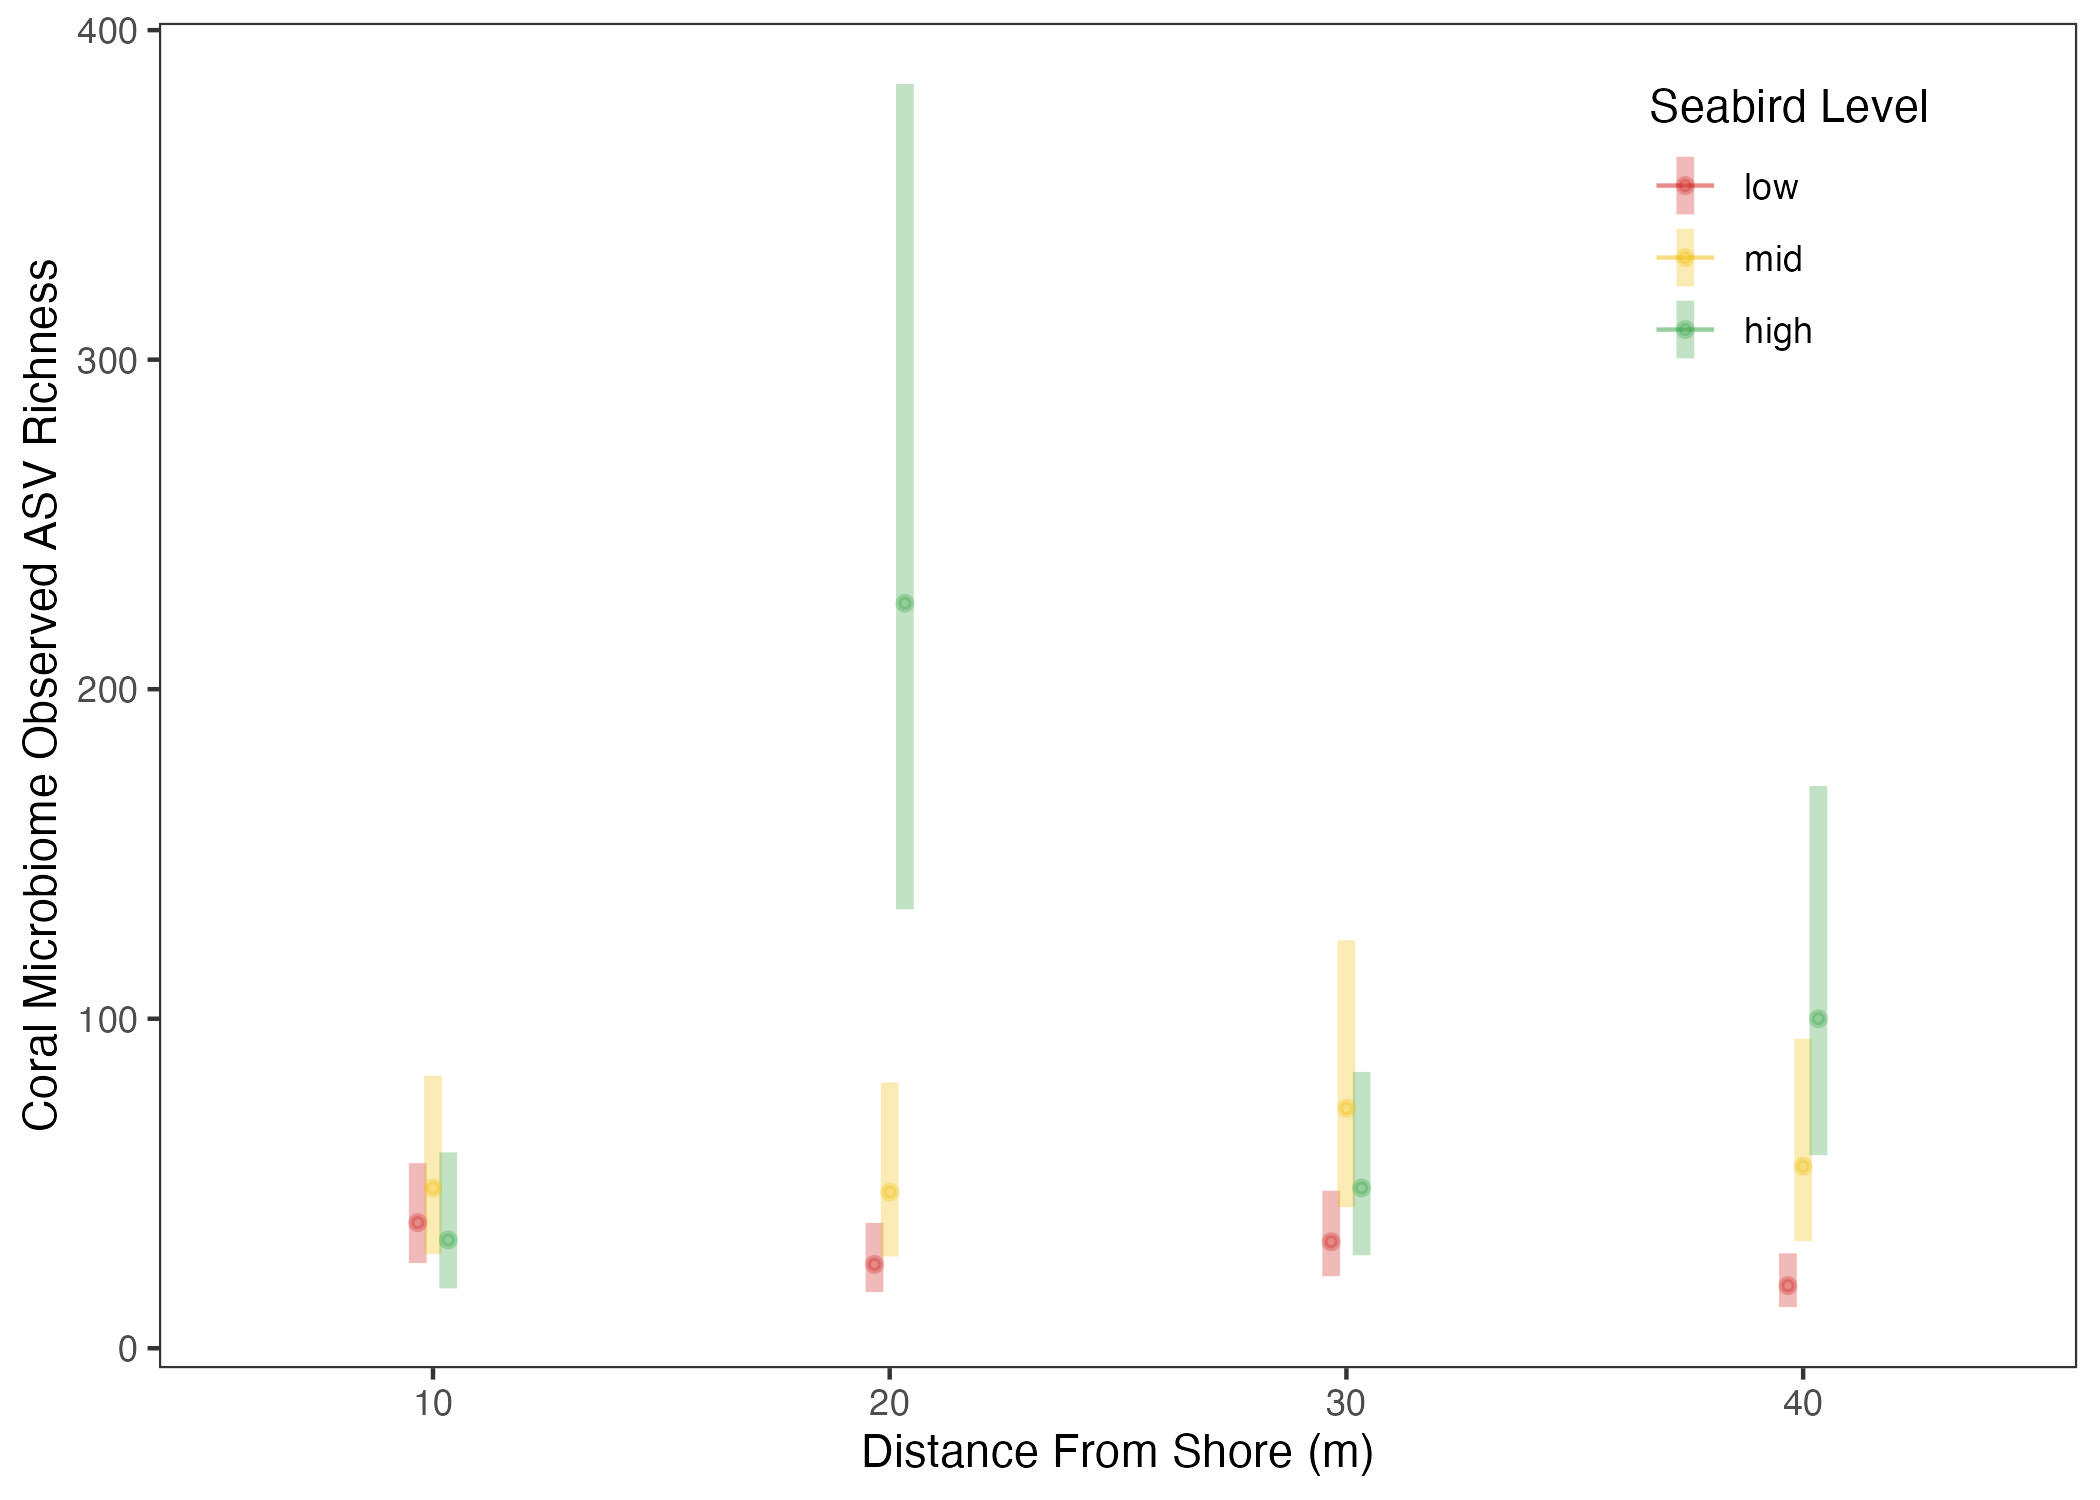 400
300
200
100
0
Coral Microbiome Observed ASV Richness
Seabird Level
low
mid
high
10 20 30 40
Distance From Shore (m)